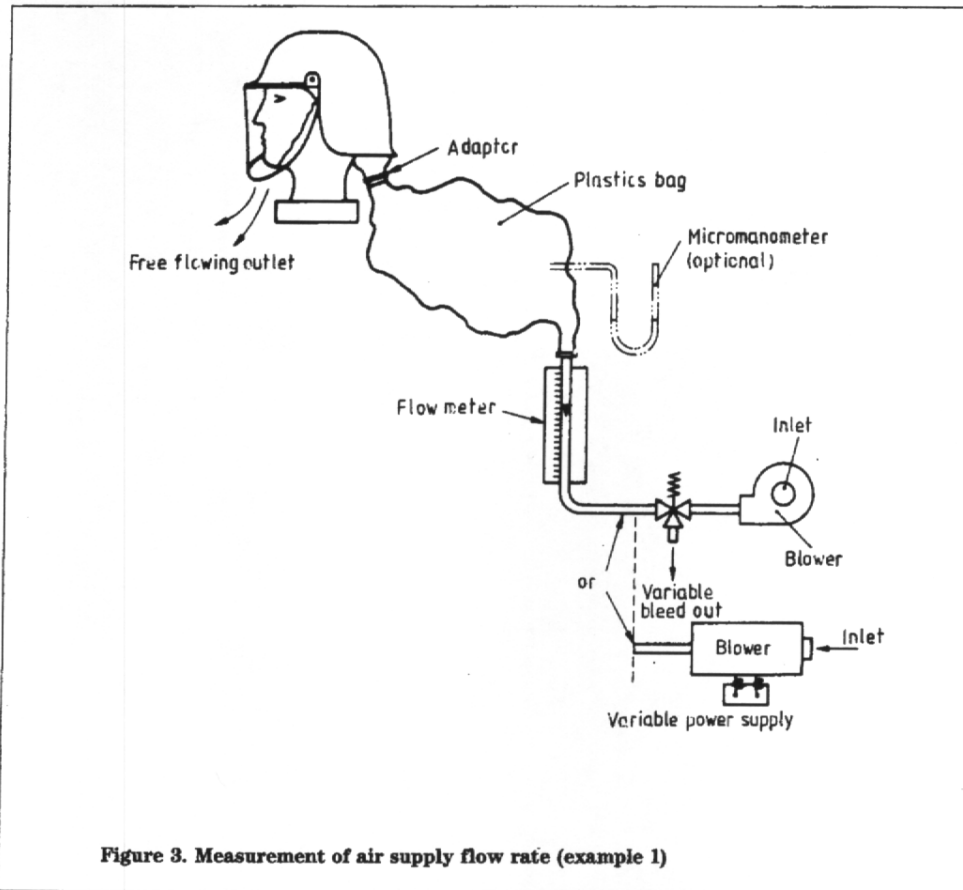 Adaptor
Plastics bag
Micromanometer
(optional)
Free flowing outlet
Flow meter
Inlet
Blower
or
Variable
bleed out
Blower
Inlet
Variable power supply
Figure 3. Measurement of air supply flow rate (example 1)